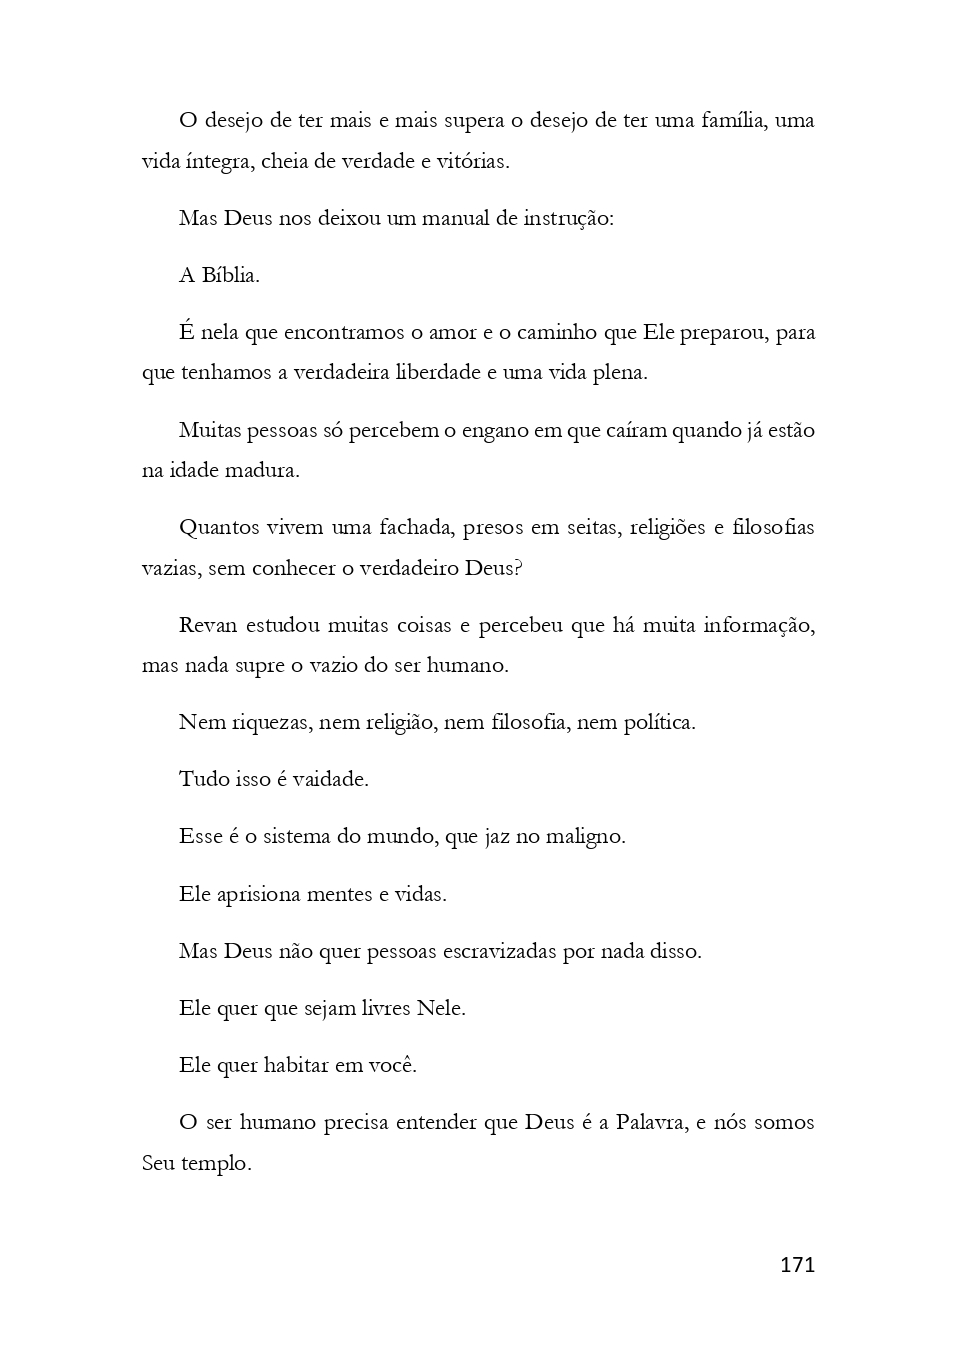 O desejo de ter mais e mais supera o desejo de ter uma família, uma
vida íntegra, cheia de verdade e vitórias.
Mas Deus nos deixou um manual de instrução:
A Bíblia.
É nela que encontramos o amor e o caminho que Ele preparou, para
que tenhamos a verdadeira liberdade e uma vida plena.
Muitas pessoas só percebem o engano em que caíram quando já estão
na idade madura.
Quantos vivem uma fachada, presos em seitas, religiões e filosofias
vazias, sem conhecer o verdadeiro Deus?
Revan estudou muitas coisas e percebeu que há muita informação,
mas nada supre o vazio do ser humano.
Nem riquezas, nem religião, nem filosofia, nem política.
Tudo isso é vaidade.
Esse é o sistema do mundo, que jaz no maligno.
Ele aprisiona mentes e vidas.
Mas Deus não quer pessoas escravizadas por nada disso.
Ele quer que sejam livres Nele.
Ele quer habitar em você.
O ser humano precisa entender que Deus é a Palavra, e nós somos
Seu templo.
171